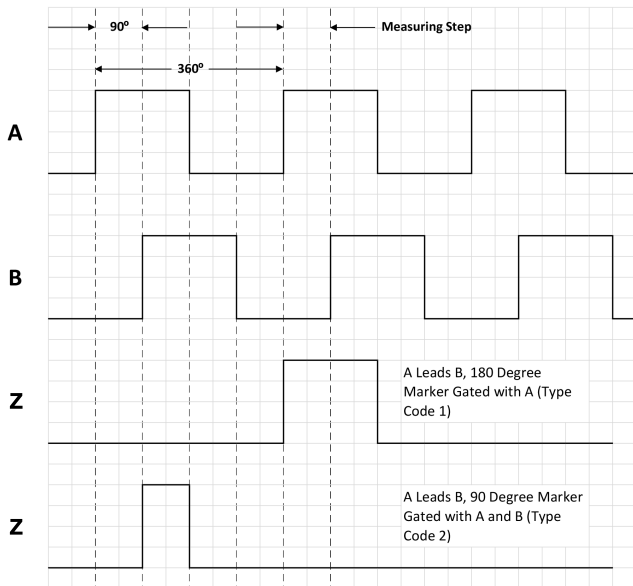 90º
Measuring Step
360º
A
B
Z
A Leads B, 180 Degree
Marker Gated with A (Type
Code 1)
Z
A Leads B, 90 Degree Marker
Gated with A and B (Type
Code 2)